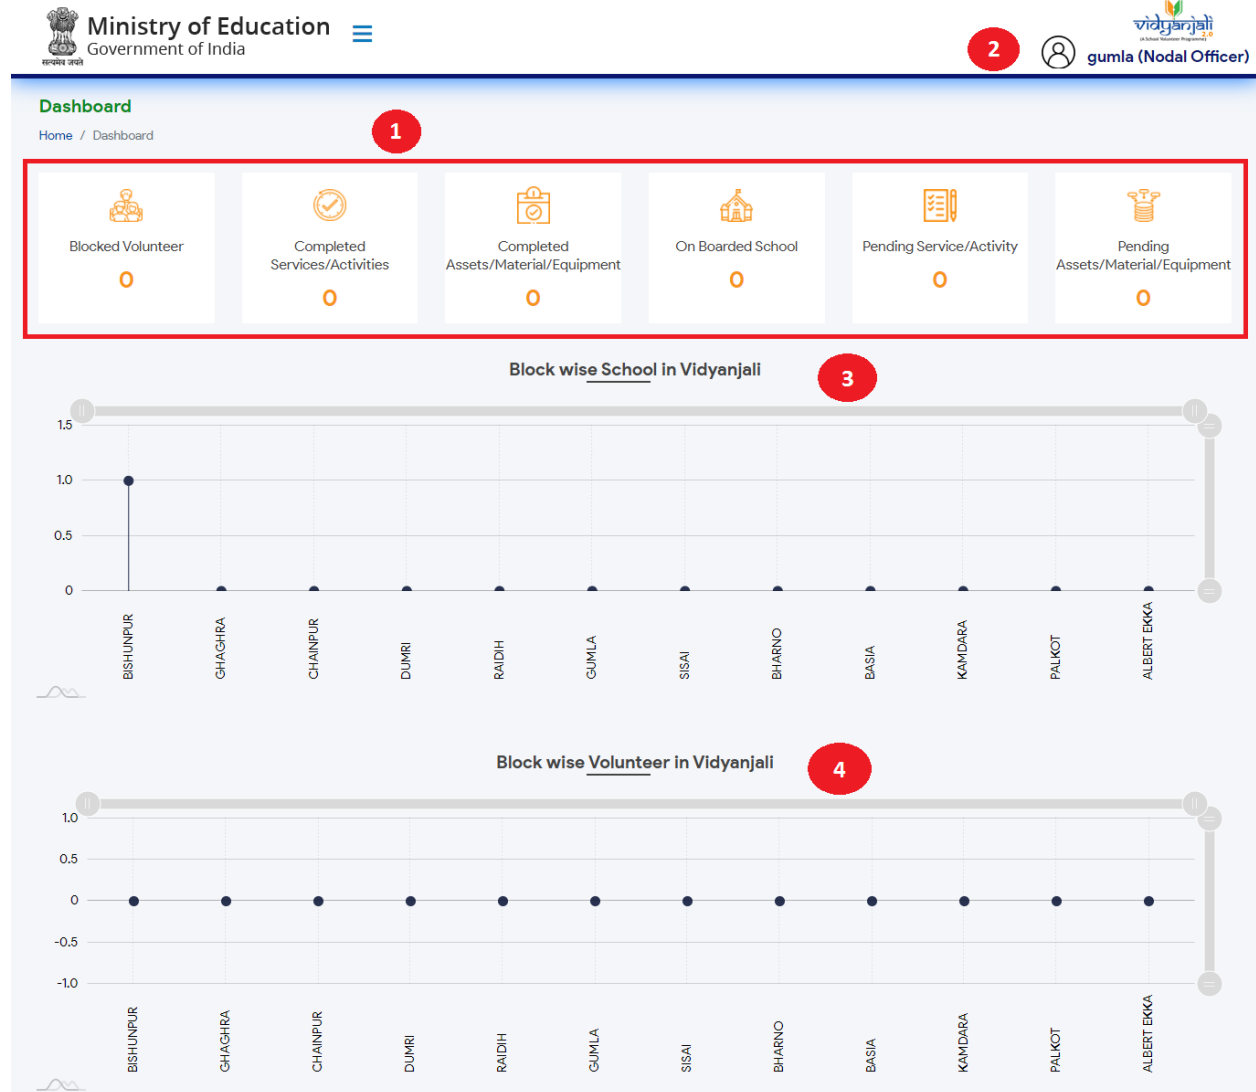 Ministry of Education
Government of India
सत्यमेव जयते
vidyanjali
2.0
(A School Volunteer Programme)
2
gumla (Nodal Officer)
Dashboard
Home / Dashboard
1
Blocked Volunteer
0
Completed
Services/Activities
0
Completed
Assets/Material/Equipment
0
On Boarded School
0
Pending Service/Activity
0
Pending
Assets/Material/Equipment
0
Block wise School in Vidyanjali
3
1.5
1.0
0.5
0
BISHUNPUR
GHAGHRA
CHAINPUR
DUMRI
RAIDIH
GUMLA
SISAI
BHARNO
BASIA
KAMDARA
PALKOT
ALBERT EKKA
Block wise Volunteer in Vidyanjali
4
1.0
0.5
0
-0.5
-1.0
BISHUNPUR
GHAGHRA
CHAINPUR
DUMRI
RAIDIH
GUMLA
SISAI
BHARNO
BASIA
KAMDARA
PALKOT
ALBERT EKKA